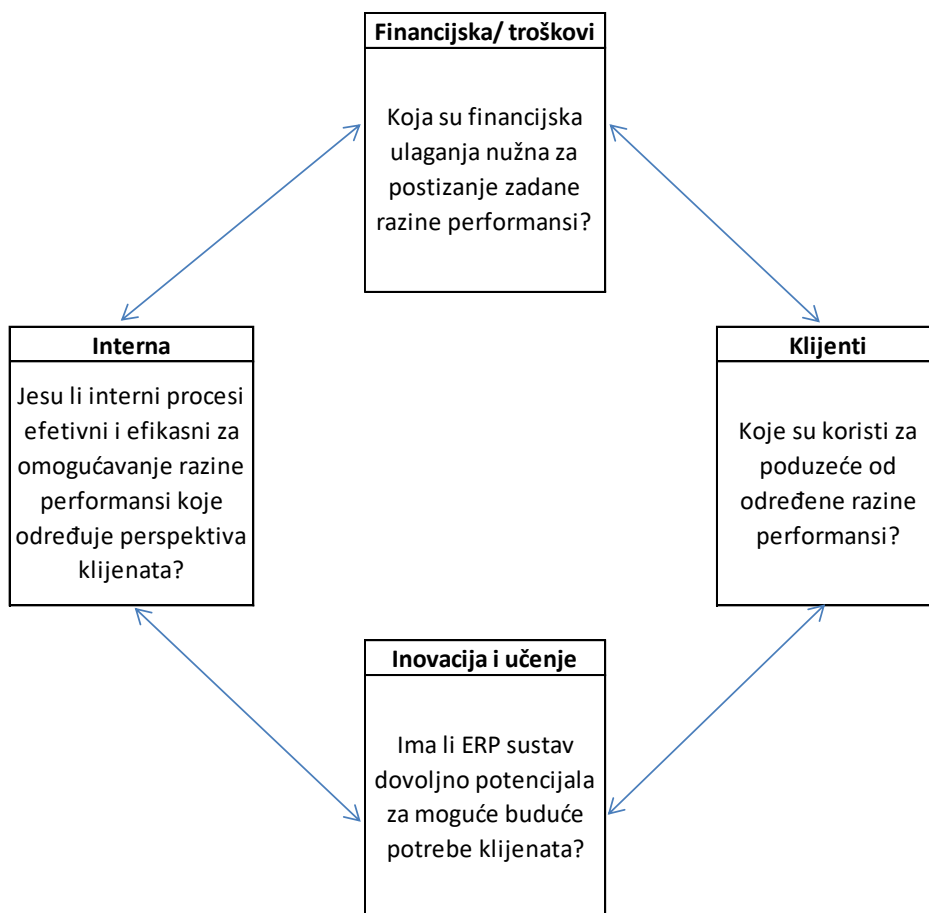 Financijska/ troškovi
Koja su financijska
ulaganja nužna za
postizanje zadane
razine performansi?
Interna
Jesu li interni procesi
efetivni i efikasni za
omogućavanje razine
performansi koje
određuje perspektiva
klijenata?
Klijenti
Koje su koristi za
poduzeće od
određene razine
performansi?
Inovacija i učenje
Ima li ERP sustav
dovoljno potencijala
za moguće buduće
potrebe klijenata?